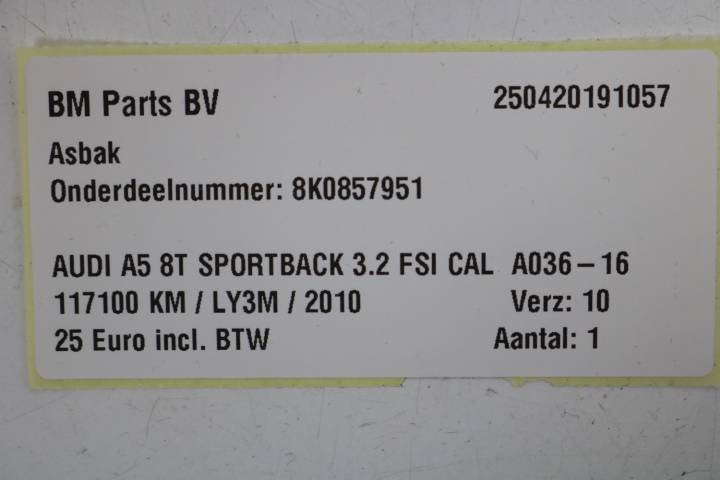 BM Parts BV 250420191057
Asbak
Onderdeelnummer: 8K0857951
AUDI A5 8T SPORTBACK 3.2 FSI CAL A036-16
117100 KM / LY3M / 2010 Verz: 10
25 Euro incl. BTW Aantal: 1